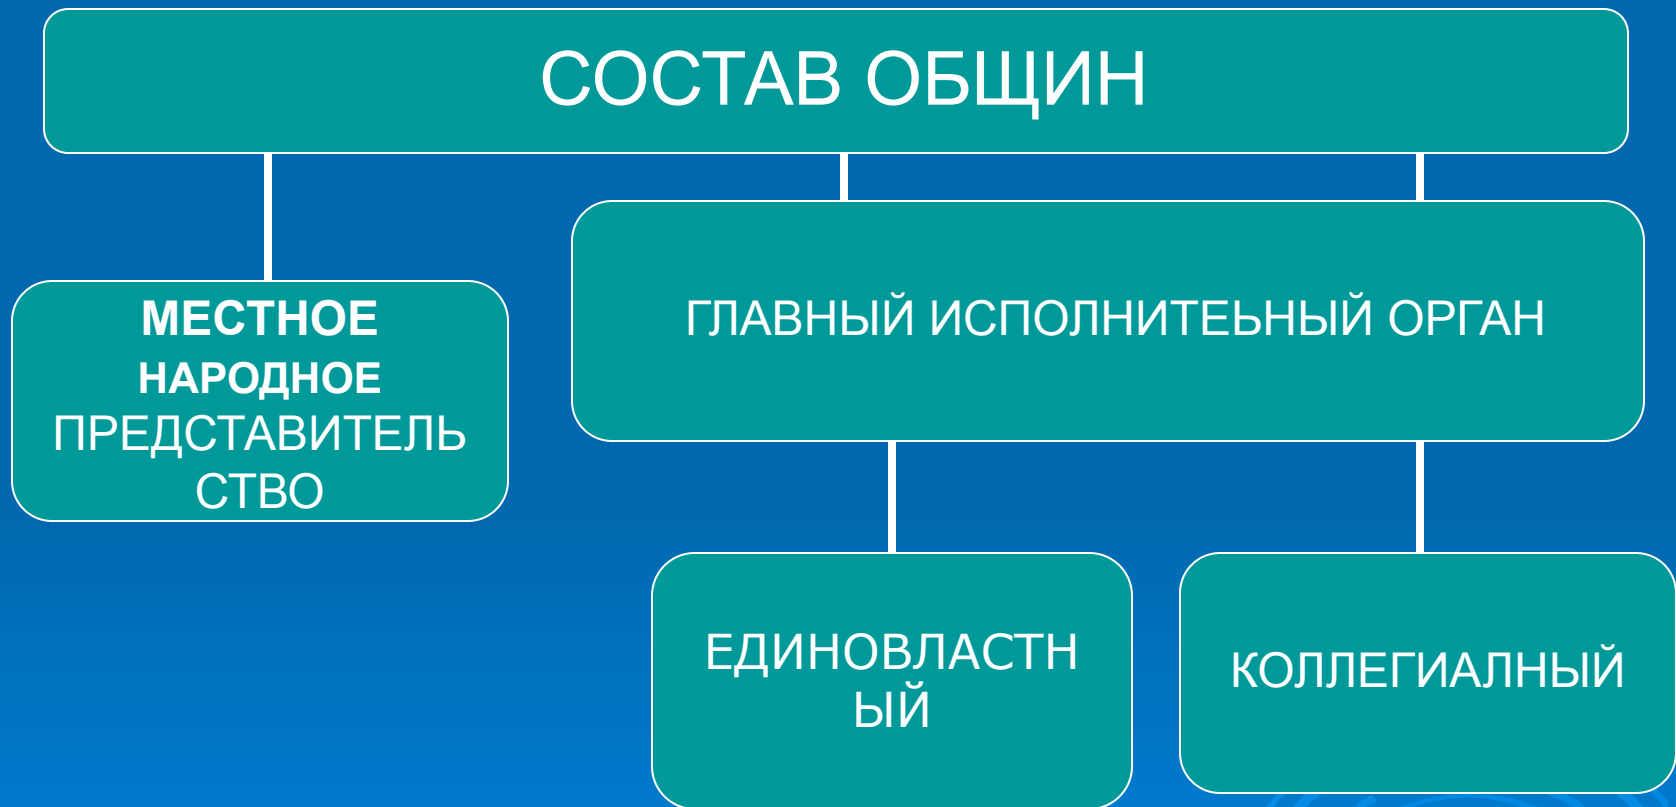 СОСТАВ ОБЩИН
МЕСТНОЕ
НАРОДНОЕ
ПРЕДСТАВИТЕЛЬ
СТВО
ГЛАВНЫЙ ИСПОЛНИТЕЬНЫЙ ОРГАН
ЕДИНОВЛАСТН
ЫЙ
КОЛЛЕГИАЛНЫЙ